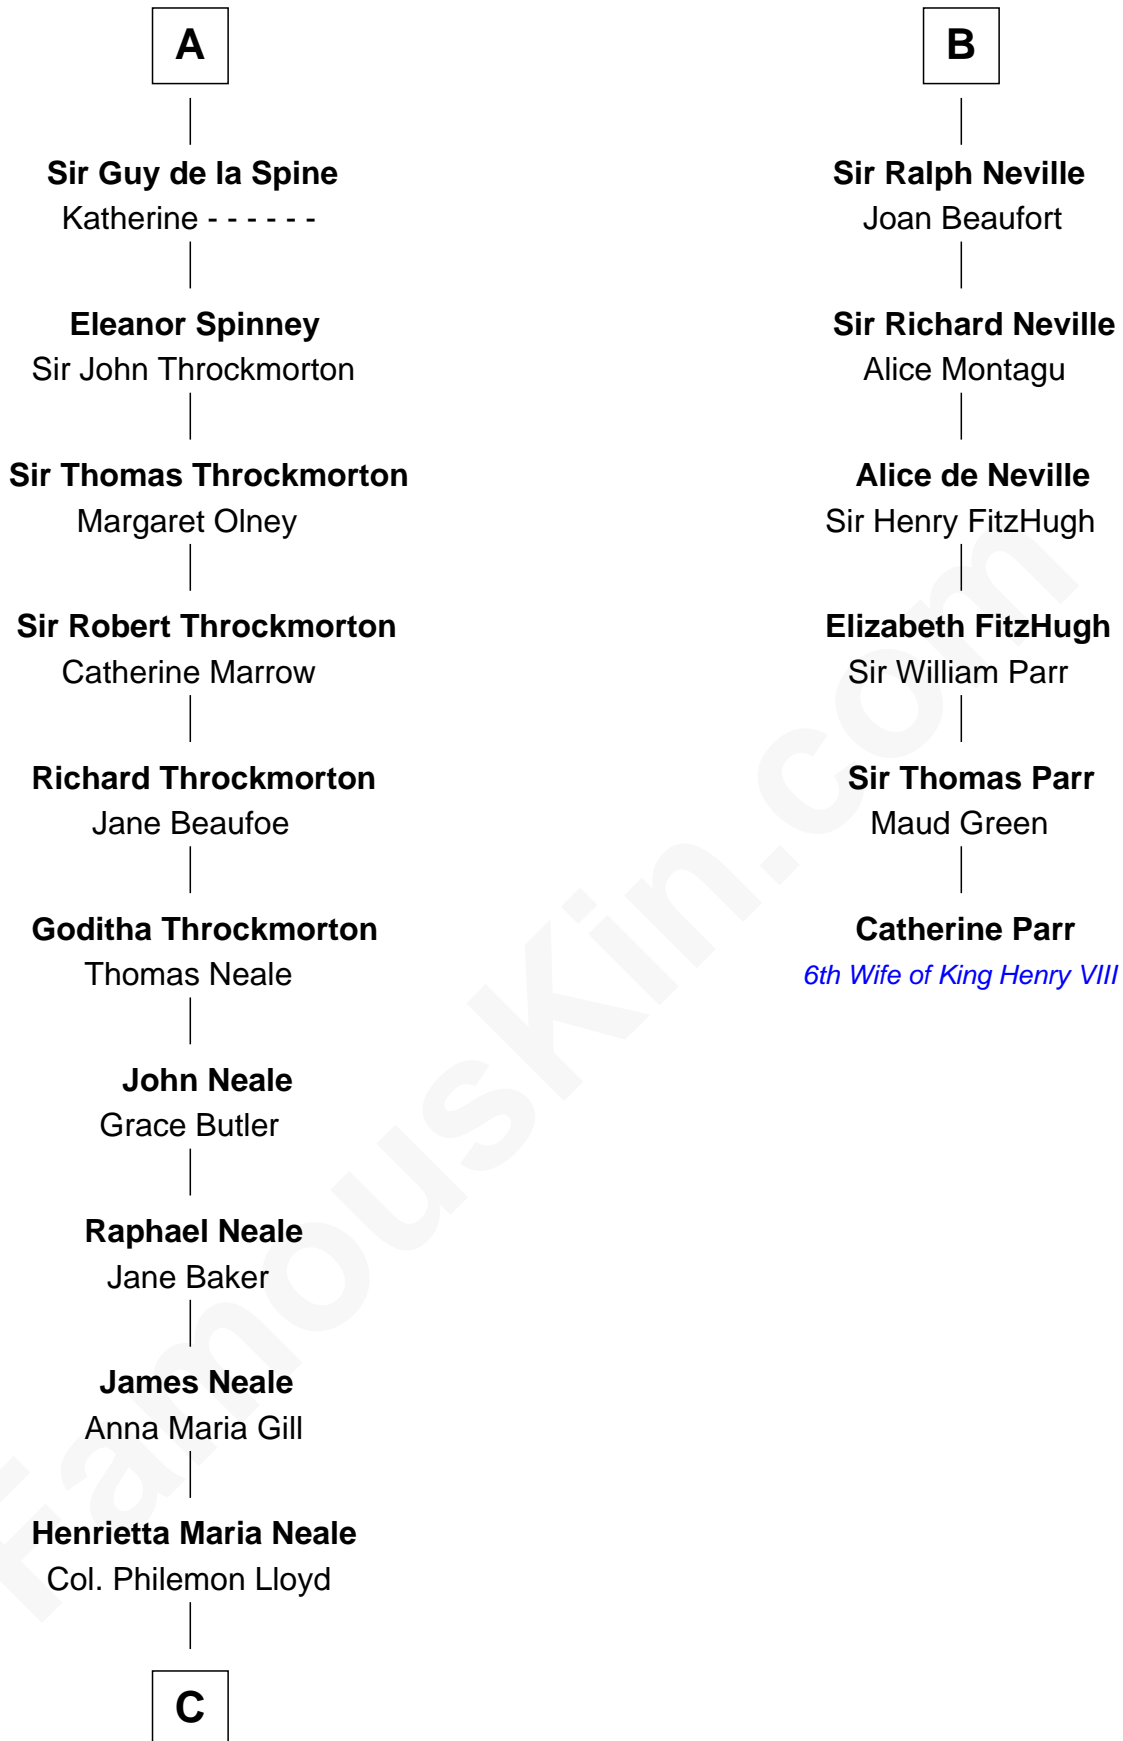 A
Sir Guy de la Spine
Katherine - - - - - -
Eleanor Spinney
Sir John Throckmorton
Sir Thomas Throckmorton
Margaret Olney
Sir Robert Throckmorton
Catherine Marrow
Richard Throckmorton
Jane Beaufoe
Goditha Throckmorton
Thomas Neale
John Neale
Grace Butler
Raphael Neale
Jane Baker
James Neale
Anna Maria Gill
Henrietta Maria Neale
Col. Philemon Lloyd
C
B
Sir Ralph Neville
Joan Beaufort
Sir Richard Neville
Alice Montagu
Alice de Neville
Sir Henry FitzHugh
Elizabeth FitzHugh
Sir William Parr
Sir Thomas Parr
Maud Green
Catherine Parr
6th Wife of King Henry VIII
FamousKin.com